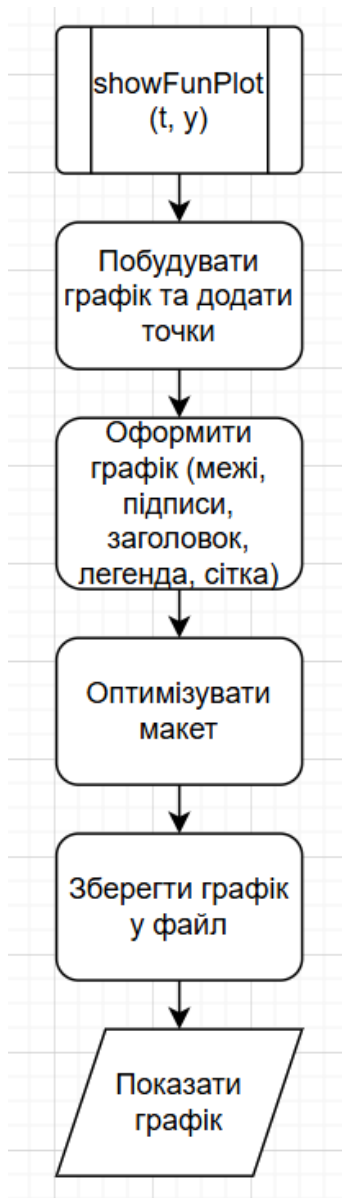 showFunPlot
(t, y)
Побудувати
графік та додати
точки
Оформити
графік (межі,
підписи,
заголовок,
легенда, сітка)
Оптимізувати
макет
Зберегти графік
у файл
Показати
графік